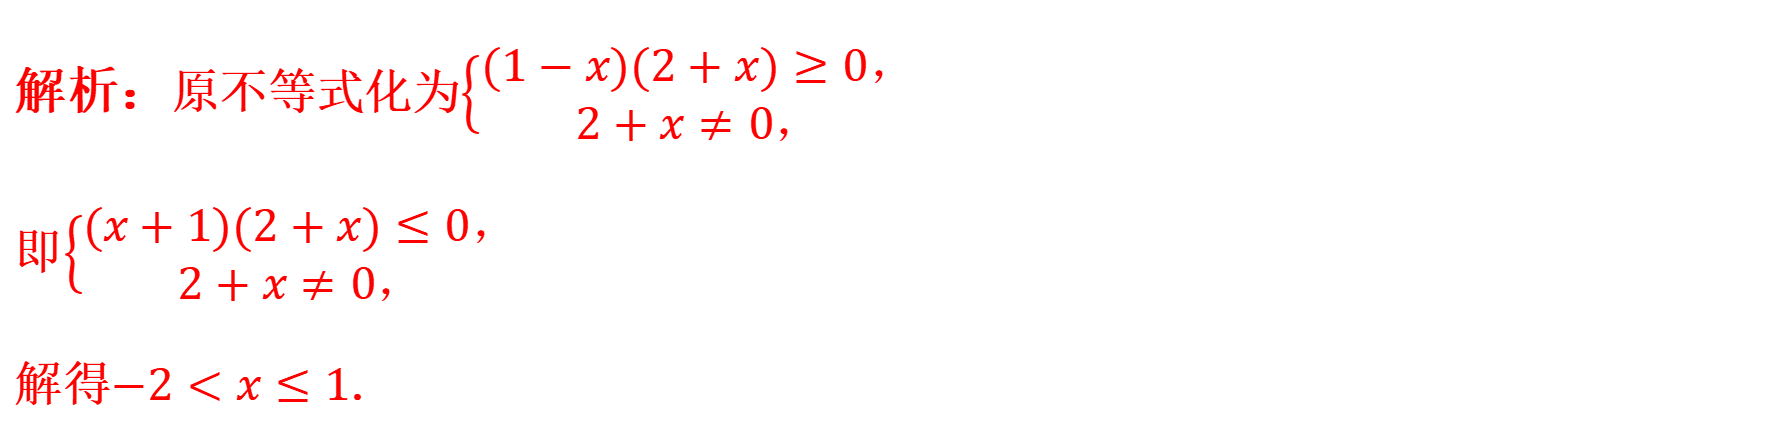 解析：原不等式化为{(1 − x)(2 + x) ≥ 0，
2 + x ≠ 0，
即{(x + 1)(2 + x) ≤ 0，
2 + x ≠ 0，
解得−2 < x ≤ 1.